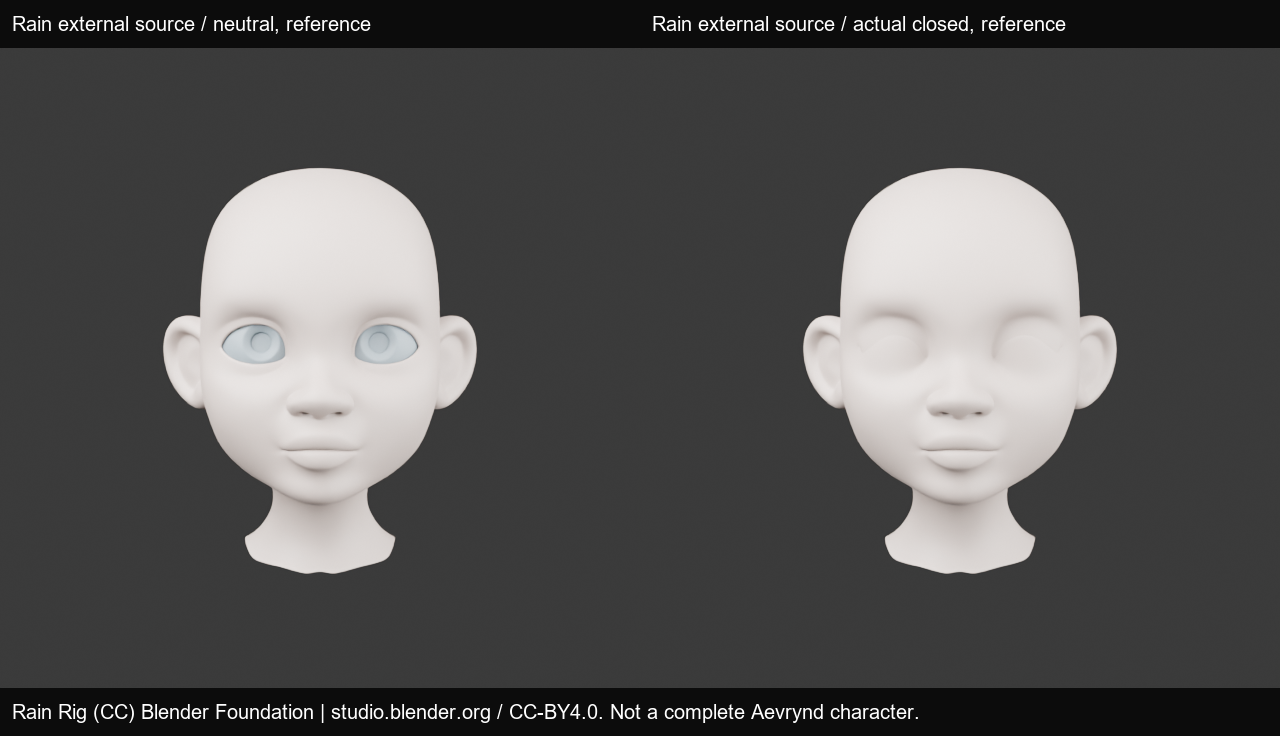 Rain external source / neutral, reference
Rain external source / actual closed, reference
Rain Rig (CC) Blender Foundation | studio.blender.org / CC-BY4.0. Not a complete Aevrynd character.